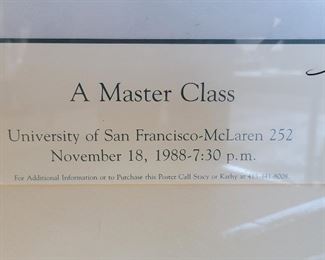 A Master Class
University of San Francisco-McLaren 252
November 18, 1988-7:30 p.m.
For Additional Information or to Purchase this Poster Call Stacy or Kathy at